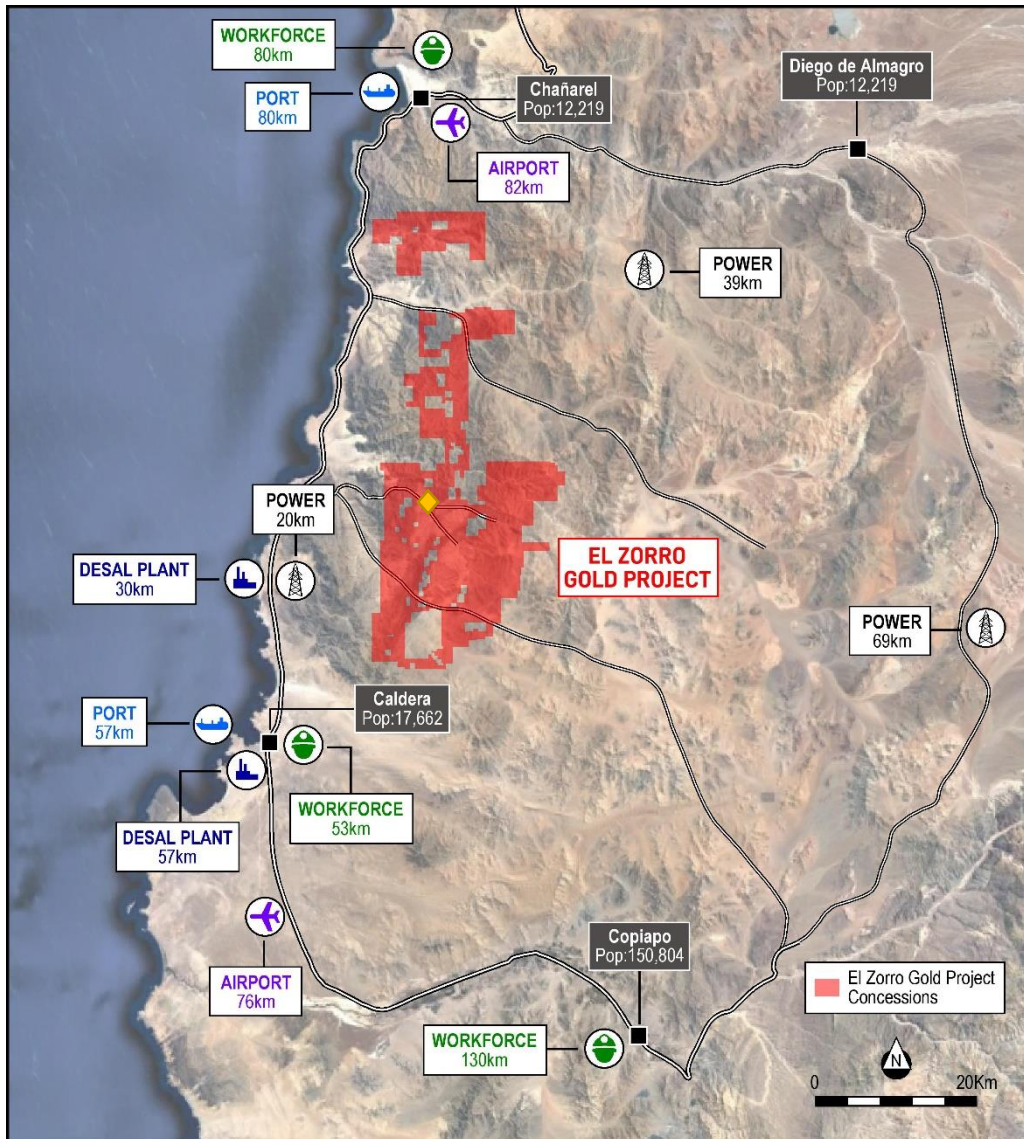 WORKFORCE
80km
PORT
80km
Chañarel
Pop:12,219
Diego de Almagro
Pop:12,219
AIRPORT
82km
POWER
39km
POWER
20km
DESAL PLANT
30km
EL ZORRO
GOLD PROJECT
POWER
69km
Caldera
Pop:17,662
PORT
57km
WORKFORCE
53km
DESAL PLANT
57km
AIRPORT
76km
Copiapo
Pop:150,804
WORKFORCE
130km
El Zorro Gold Project
Concessions
N
0 20Km